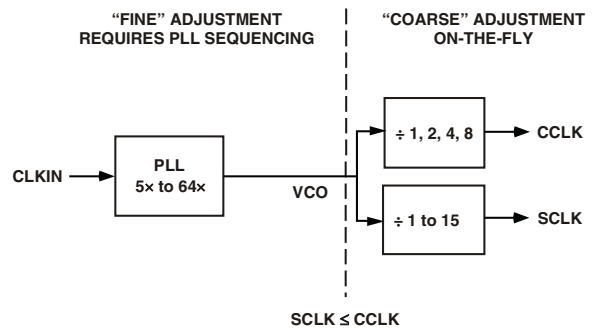 “FINE” ADJUSTMENT
REQUIRES PLL SEQUENCING
“COARSE” ADJUSTMENT
ON-THE-FLY
CLKIN
PLL
5× to 64×
VCO
÷ 1, 2, 4, 8
CCLK
÷ 1 to 15
SCLK
SCLK ≤ CCLK